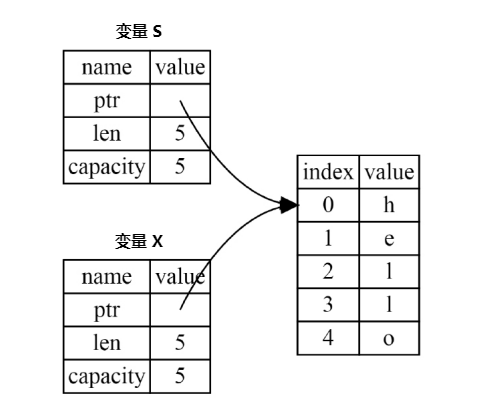 变量 S
name value
ptr
len 5
capacity 5
index value
0 h
1 e
2 l
3 l
4 o
变量 X
name value
ptr
len 5
capacity 5